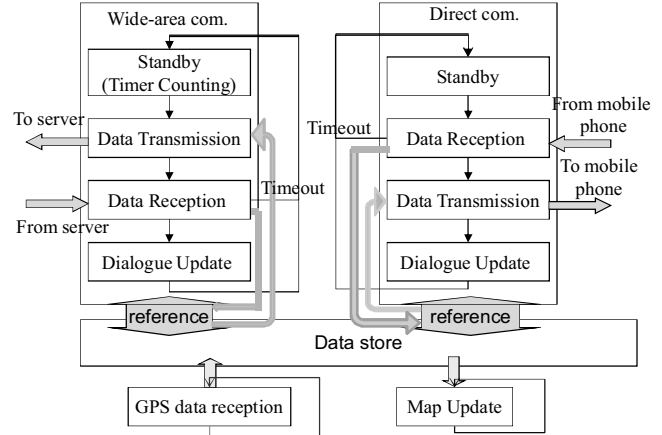 Wide-area com.
Direct com.
Standby
(Timer Counting)
Standby
To server
Data Transmission
Timeout
Data Reception
From mobile
phone
To mobile
phone
Data Reception
Timeout
Data Transmission
From server
Dialogue Update
Dialogue Update
reference
reference
Data store
GPS data reception
Map Update